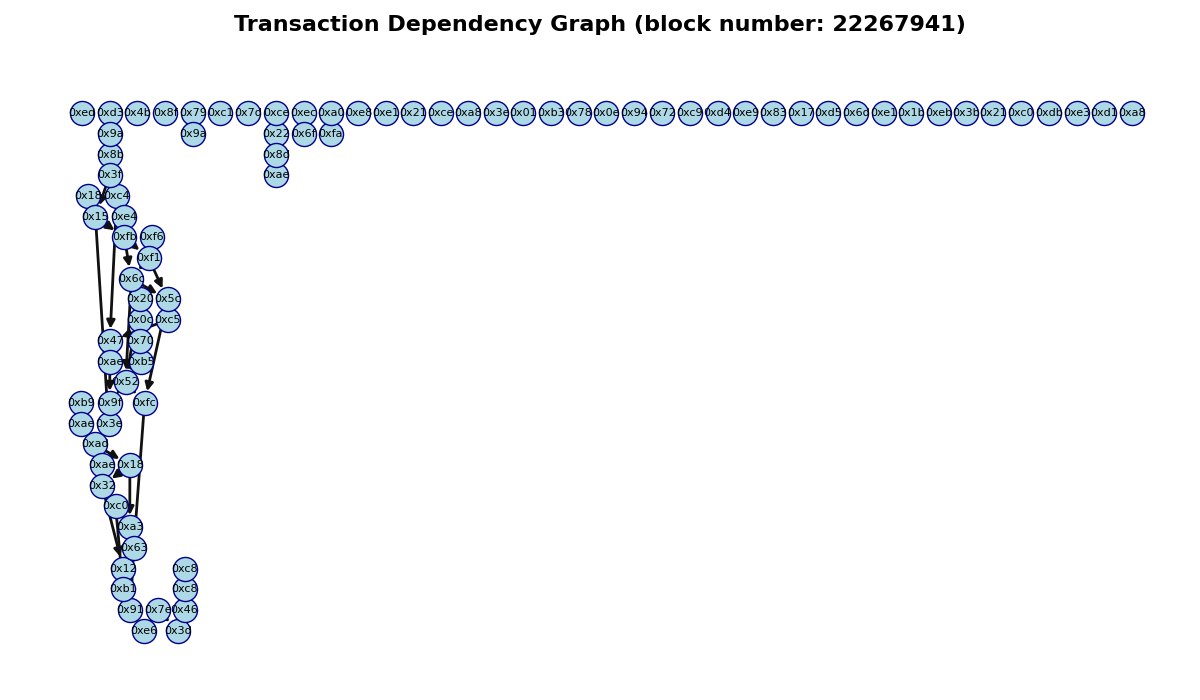 Transaction Dependency Graph (block number: 22267941)
0xed 0xd3 0x4b 0x8f 0x79 0xc1 0x7d 0xce 0xec 0xa0 0xe8 0xe1 0x21 0xce 0xa8 0x3e 0x01 0xb3 0x78 0x0e 0x94 0x72 0xc9 0xd4 0xe9 0x83 0x17 0xd5 0x6d 0xe1 0x1b 0xeb 0x3b 0x21 0xc0 0xdb 0xe3 0xd1 0xa8
0x9a 0x9a 0x22 0x6f 0xfa
0x8b 0x8d
0x3f 0xae
0x18 0xc4
0x15 0xe4
0xfb 0xf6
0xf1
0x6c
0x20 0x5c
0x0c 0xc5
0x47 0x70
0xae 0xb5
0x52
0xb9 0x9f 0xfc
0xae 0x3e
0xad
0xae 0x18
0x32
0xc0
0xa3
0x63
0x12 0xc8
0xb1 0xc8
0x91 0x7e 0x46
0xe6 0x3d